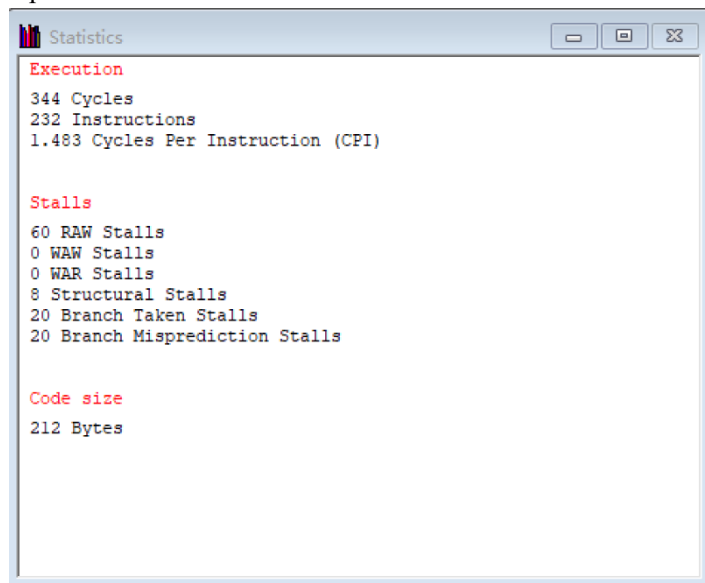 Statistics
Execution
344 Cycles
232 Instructions
1.483 Cycles Per Instruction (CPI)
Stalls
60 RAW Stalls
0 WAW Stalls
0 WAR Stalls
8 Structural Stalls
20 Branch Taken Stalls
20 Branch Misprediction Stalls
Code size
212 Bytes